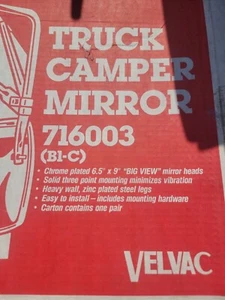 TRUCK
CAMPER
MIRROR
716003
(B1-C)
• Chrome plated 6.5" x 9" "BIG VIEW" mirror heads
• Solid three point mounting minimizes vibration
• Heavy wall, zinc plated steel legs
• Easy to install – includes mounting hardware
• Carton contains one pair
VELVAC